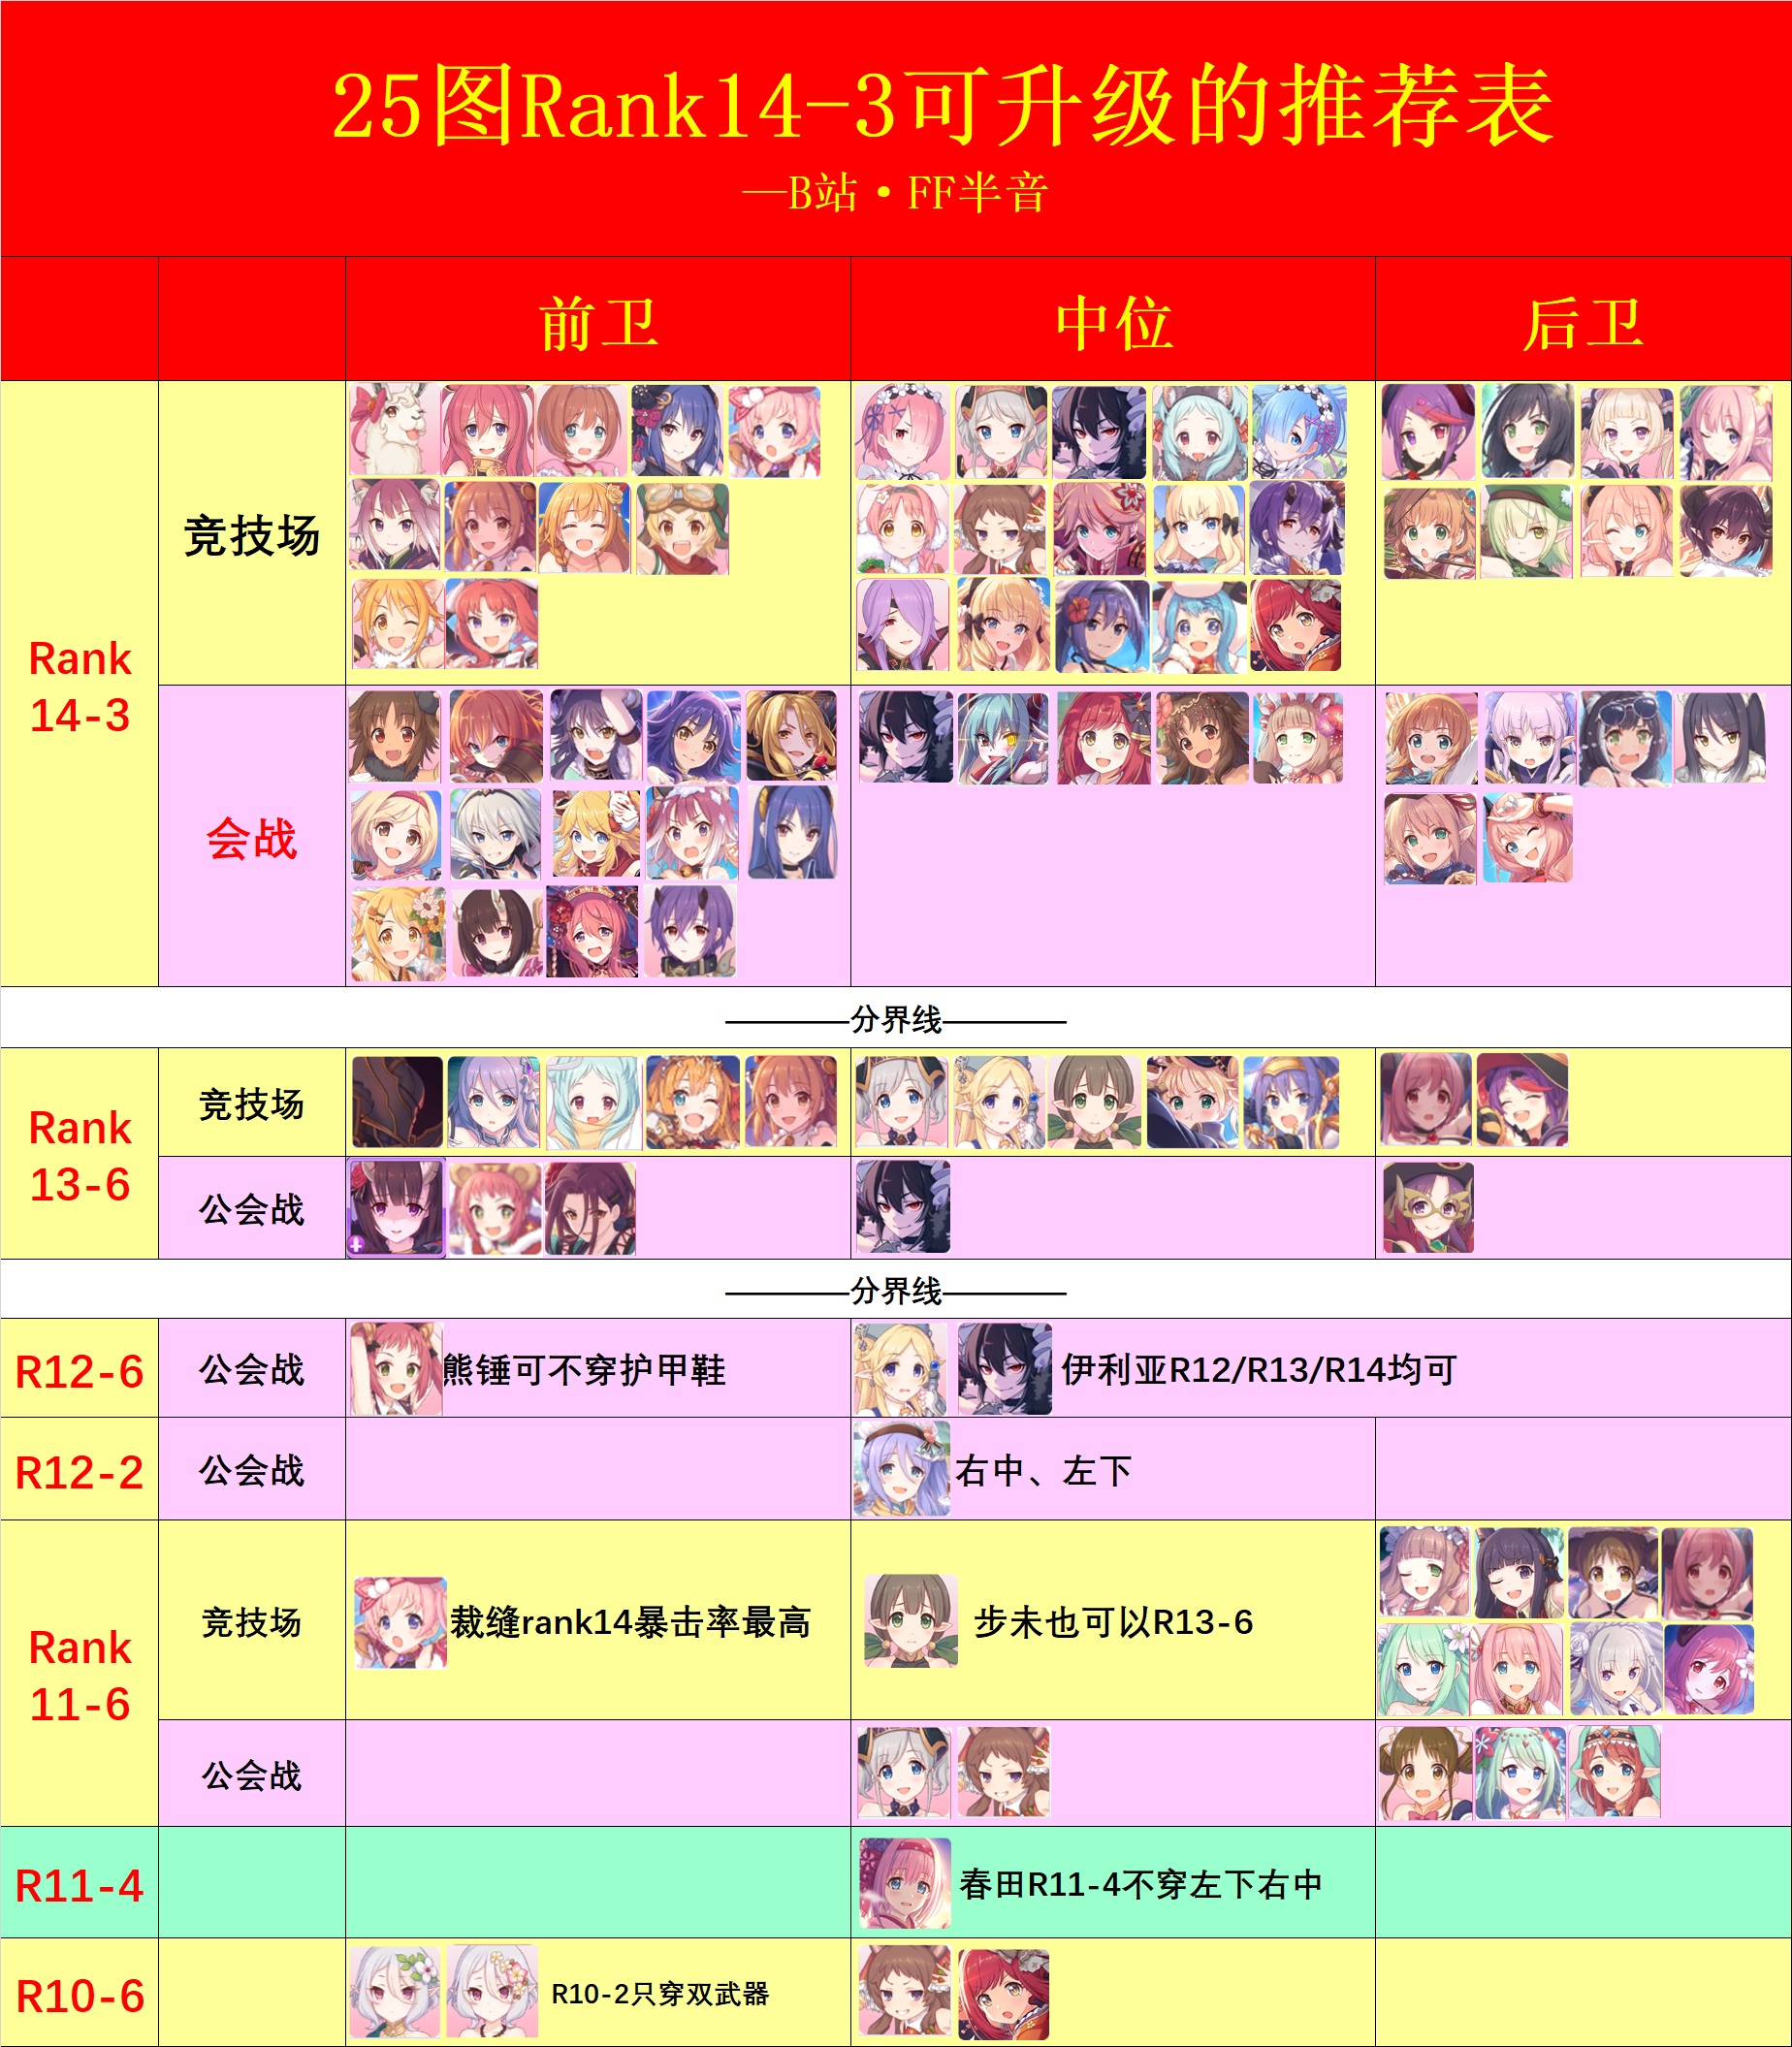 25图Rank14-3可升级的推荐表
—B站·FF半音
前卫 中位 后卫
Rank
14-3
竞技场
会战
————分界线————
Rank
13-6
竞技场
公会战
————分界线————
R12-6 公会战 熊锤可不穿护甲鞋 伊利亚R12/R13/R14均可
R12-2 公会战 右中、左下
Rank
11-6
竞技场 裁缝rank14暴击率最高 步未也可以R13-6
公会战
R11-4 春田R11-4不穿左下右中
R10-6 R10-2只穿双武器